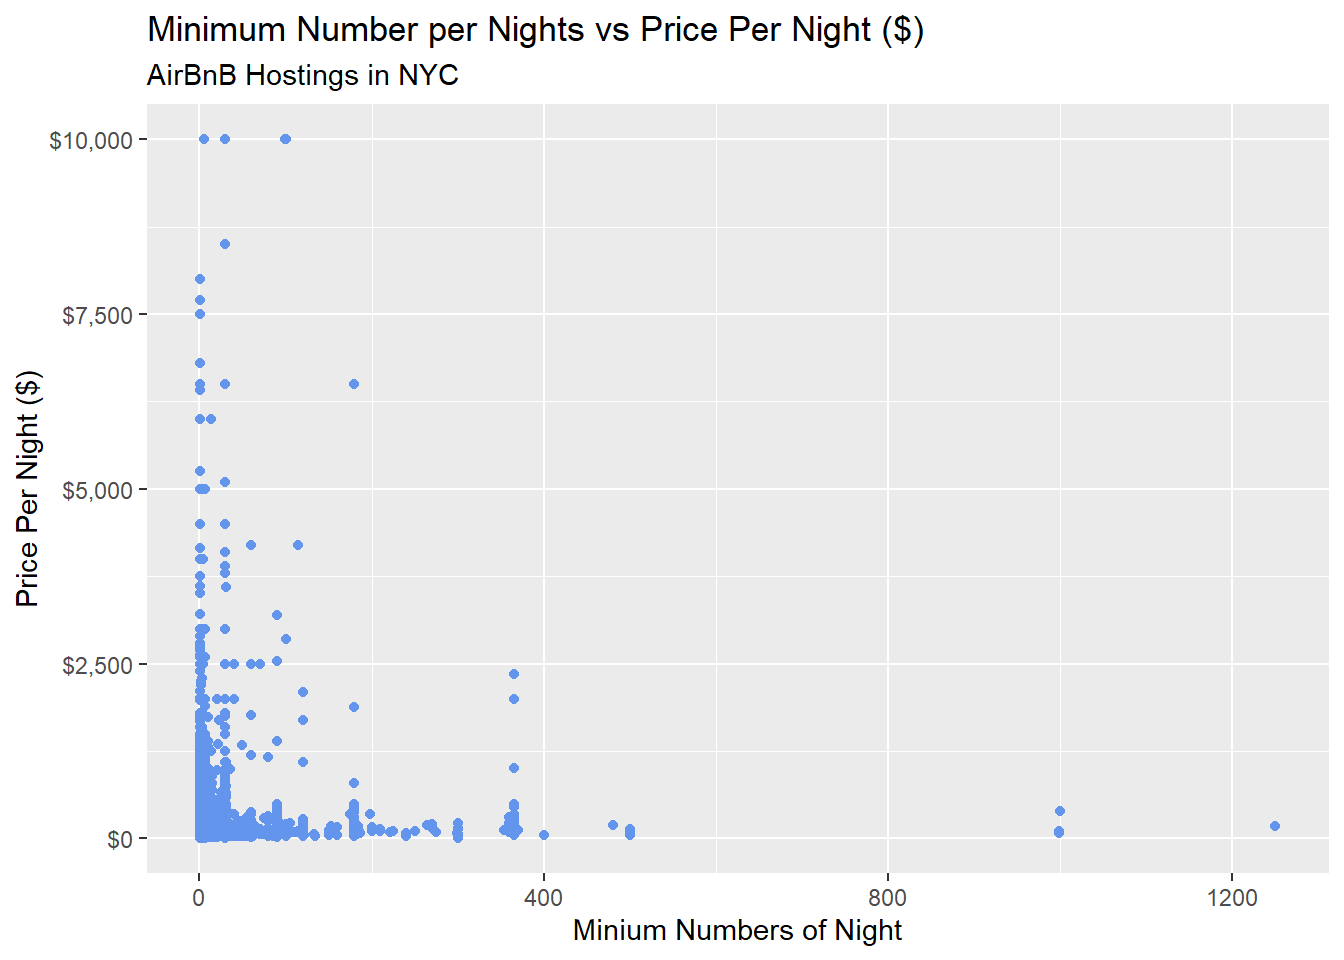 Minimum Number per Nights vs Price Per Night ($)
AirBnB Hostings in NYC
$10,000
$7,500
$5,000
$2,500
$0
Price Per Night ($)
0
400
800
1200
Minium Numbers of Night